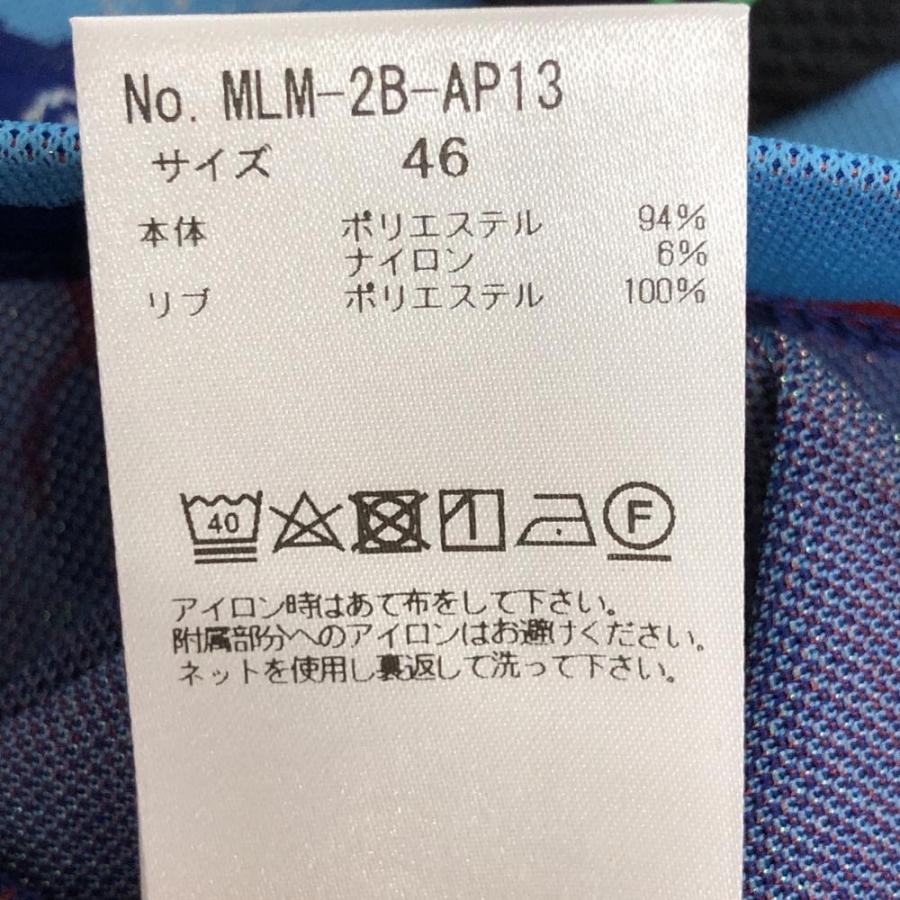 No. MLM-2B-AP13
サイズ 46
本体 ポリエステル 94%
ナイロン 6%
リブ ポリエステル 100%
40 F
アイロン時はあて布をして下さい。
附属部分へのアイロンはお避けください。
ネットを使用し裏返して洗って下さい。